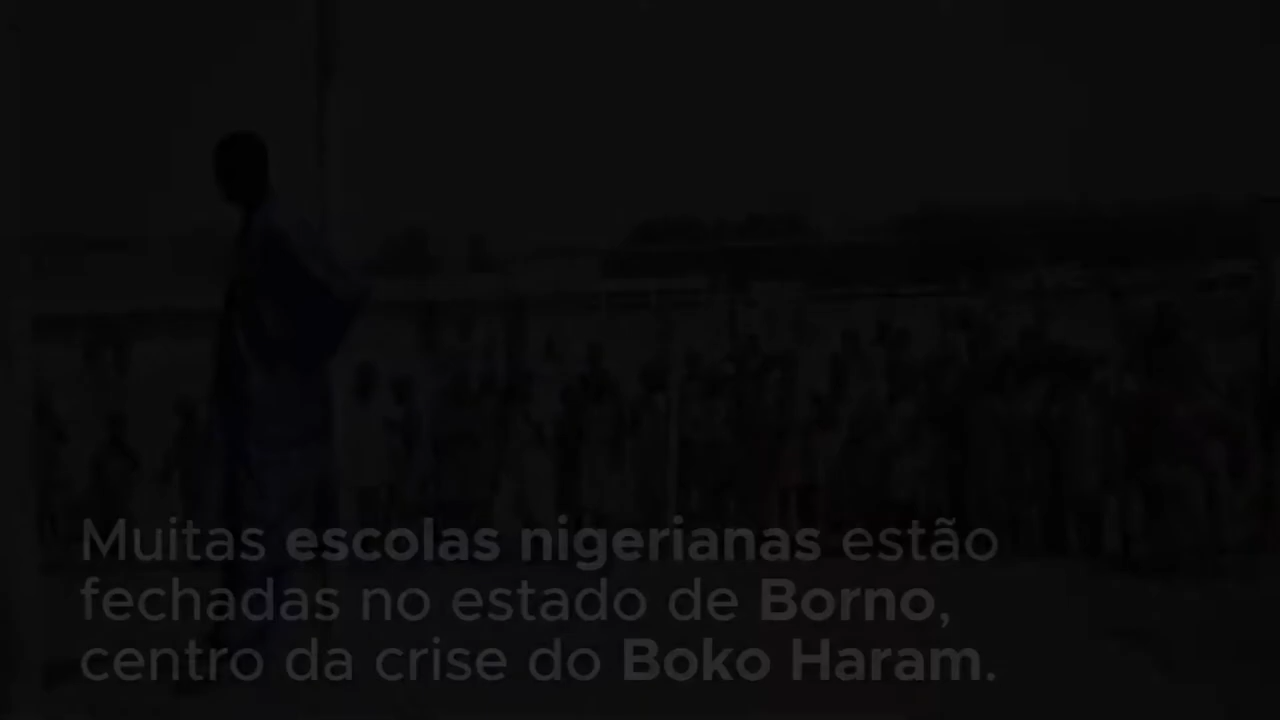 Muitas escolas nigerianas estão
fechadas no estado de Borno,
centro da crise do Boko Haram.